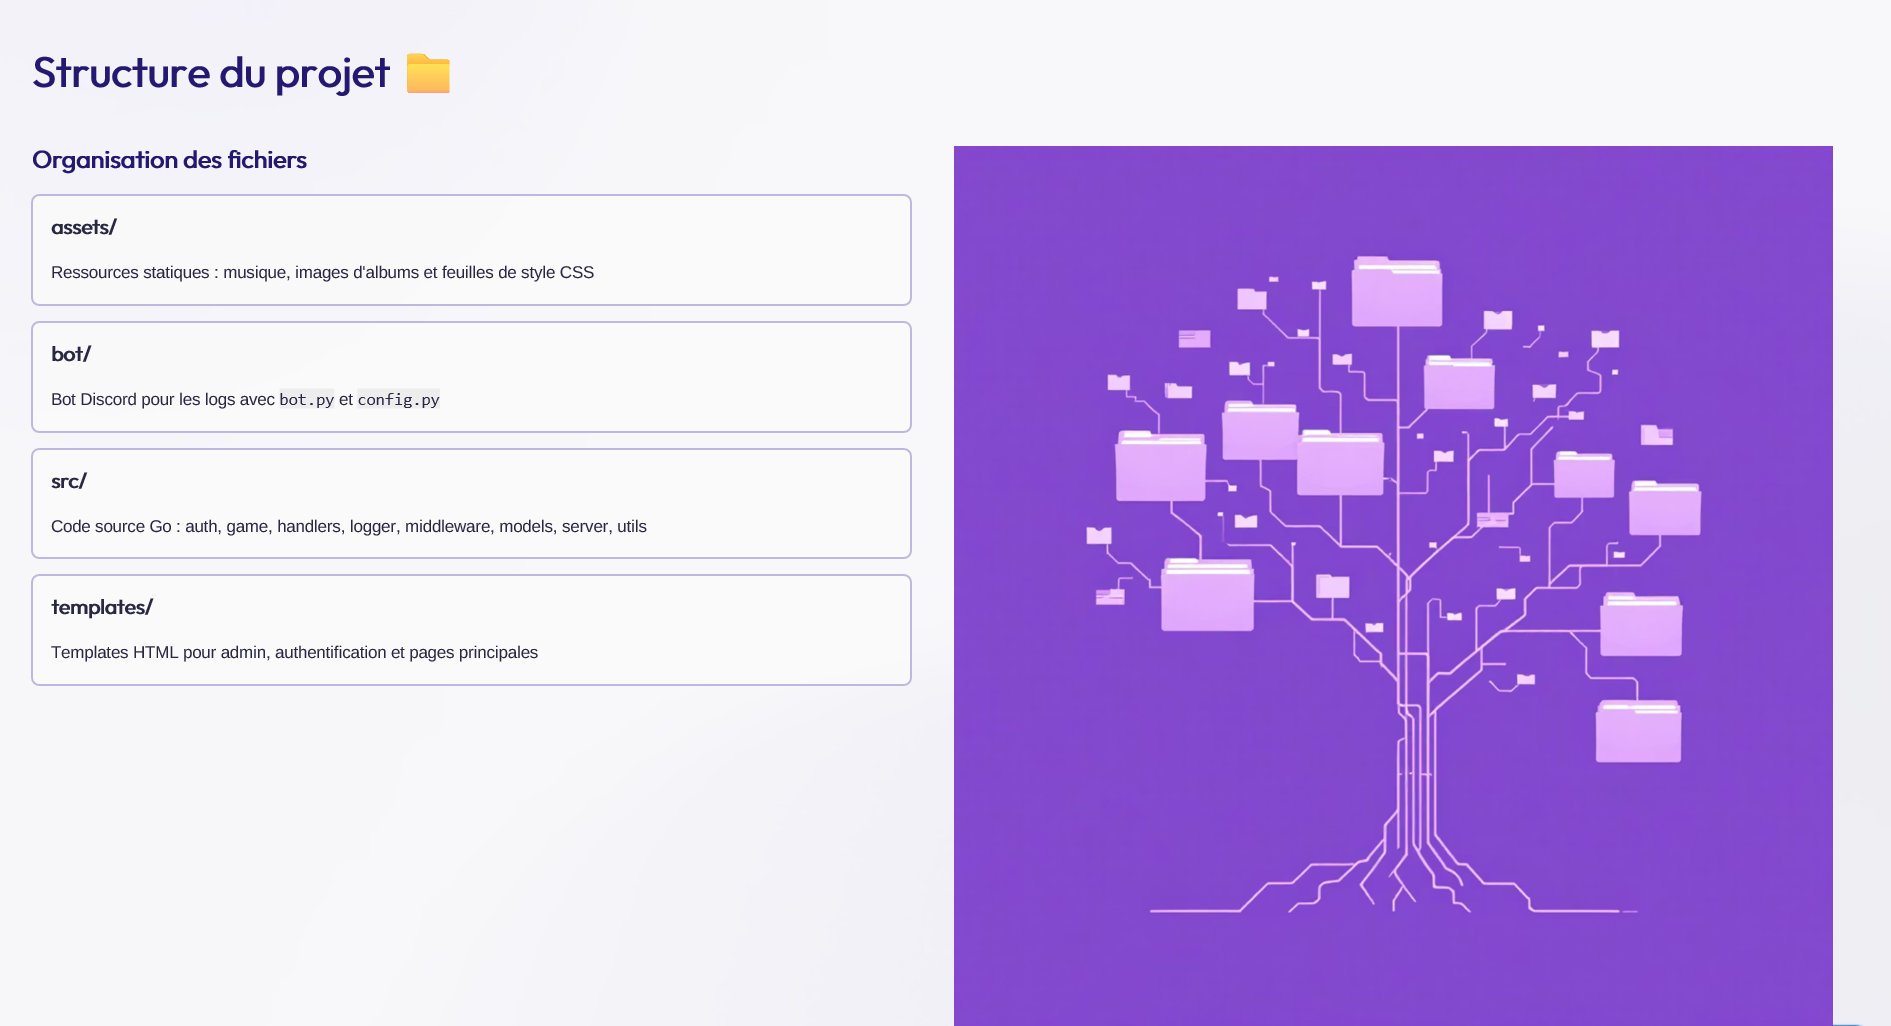 Structure du projet
Organisation des fichiers
assets/
Ressources statiques : musique, images d'albums et feuilles de style CSS
bot/
Bot Discord pour les logs avec bot.py et config.py
src/
Code source Go : auth, game, handlers, logger, middleware, models, server, utils
templates/
Templates HTML pour admin, authentification et pages principales